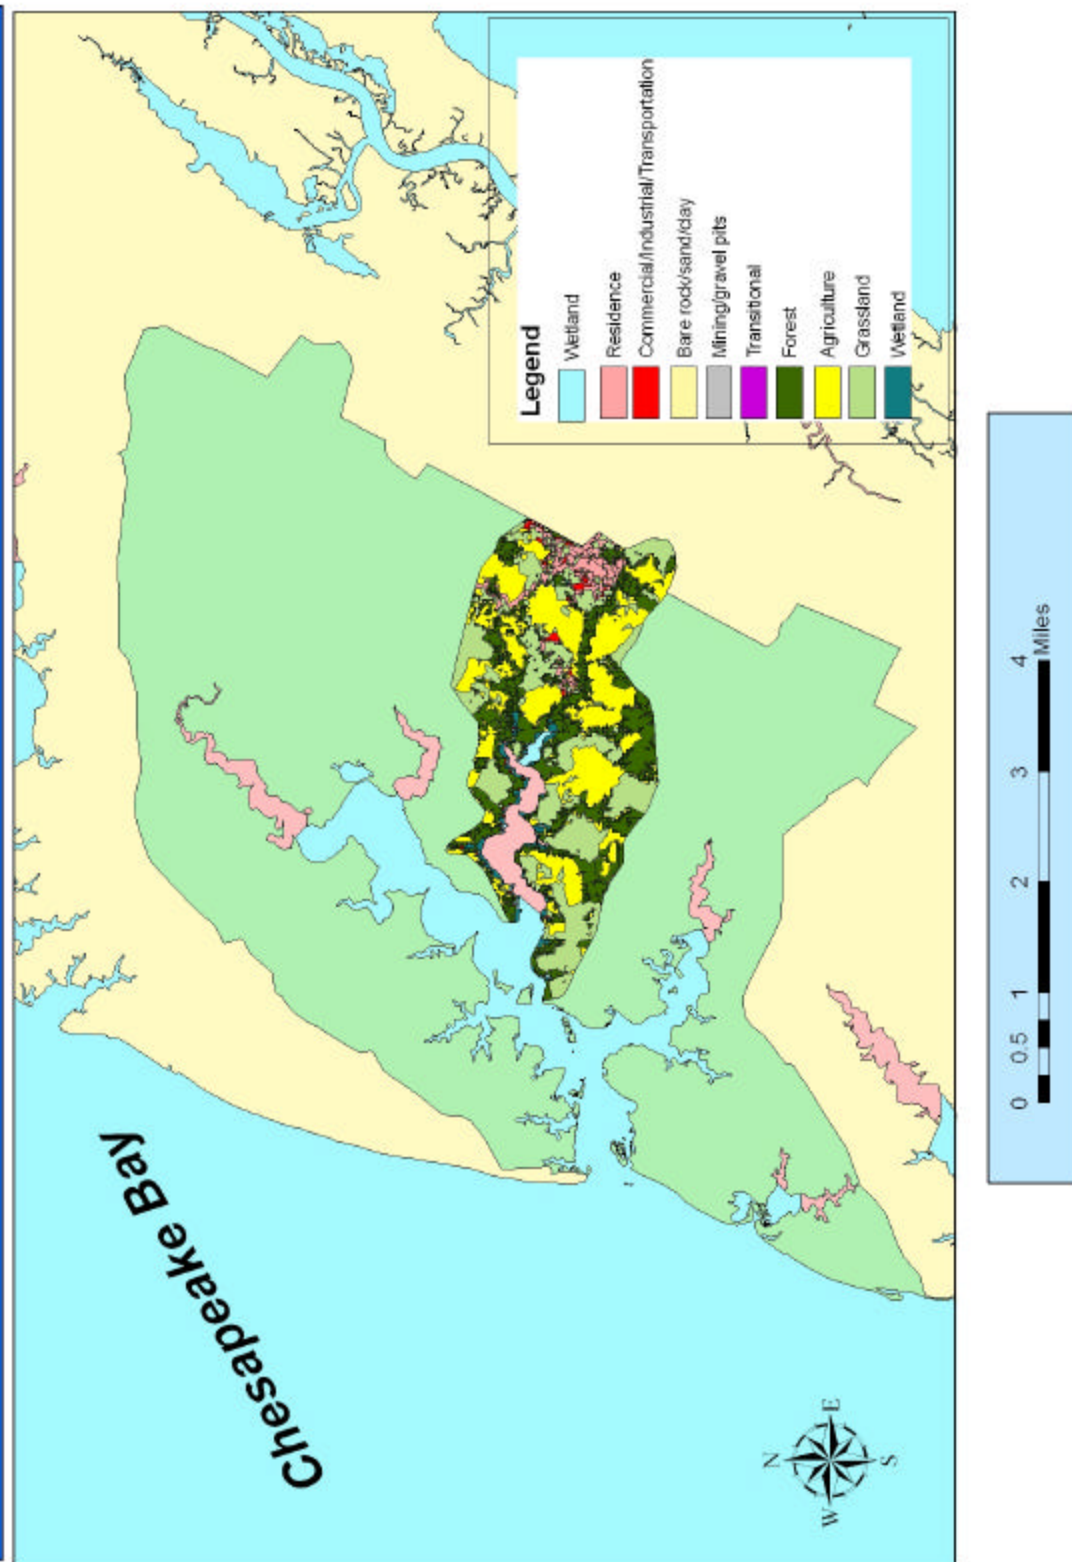 Chesapeake Bay
Legend
Wetland
Residence
Commercial/Industrial/Transportation
Bare rock/sand/clay
Mining/gravel pits
Transitional
Forest
Agriculture
Grassland
Wetland
N
W E
S
0 0.5 1 2 3 4
Miles